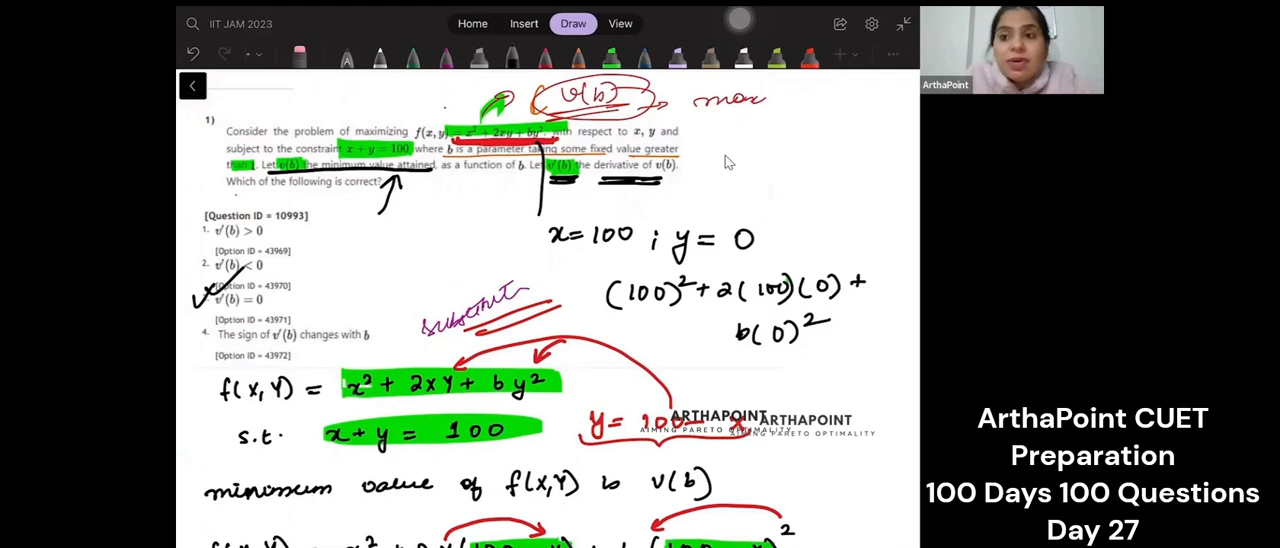 IIT JAM 2023
Home Insert Draw View
ArthaPoint
v(b) → max
1)
Consider the problem of maximizing f(x, y) = x² + 2xy + by², with respect to x, y and
subject to the constraint x + y = 100 where b is a parameter taking some fixed value greater
than 1. Let v(b) the minimum value attained, as a function of b. Let v'(b) the derivative of v(b).
Which of the following is correct?
[Question ID = 10993]
1. v'(b) > 0
[Option ID = 43969]
2. v'(b) < 0
[Option ID = 43970]
v'(b) = 0
[Option ID = 43971]
4. The sign of v'(b) changes with b
[Option ID = 43972]
x = 100 ; y = 0
(100)² + 2(100)(0) +
b(0)²
substitute
f(x,y) = x² + 2xy + by²
s.t. x + y = 100
y = 100 - x
ARTHAPOINT
AIMING PARETO OPTIMALITY
ARTHAPOINT
AIMING PARETO OPTIMALITY
minimum value of f(x,y) is v(b)
ArthaPoint CUET
Preparation
100 Days 100 Questions
Day 27